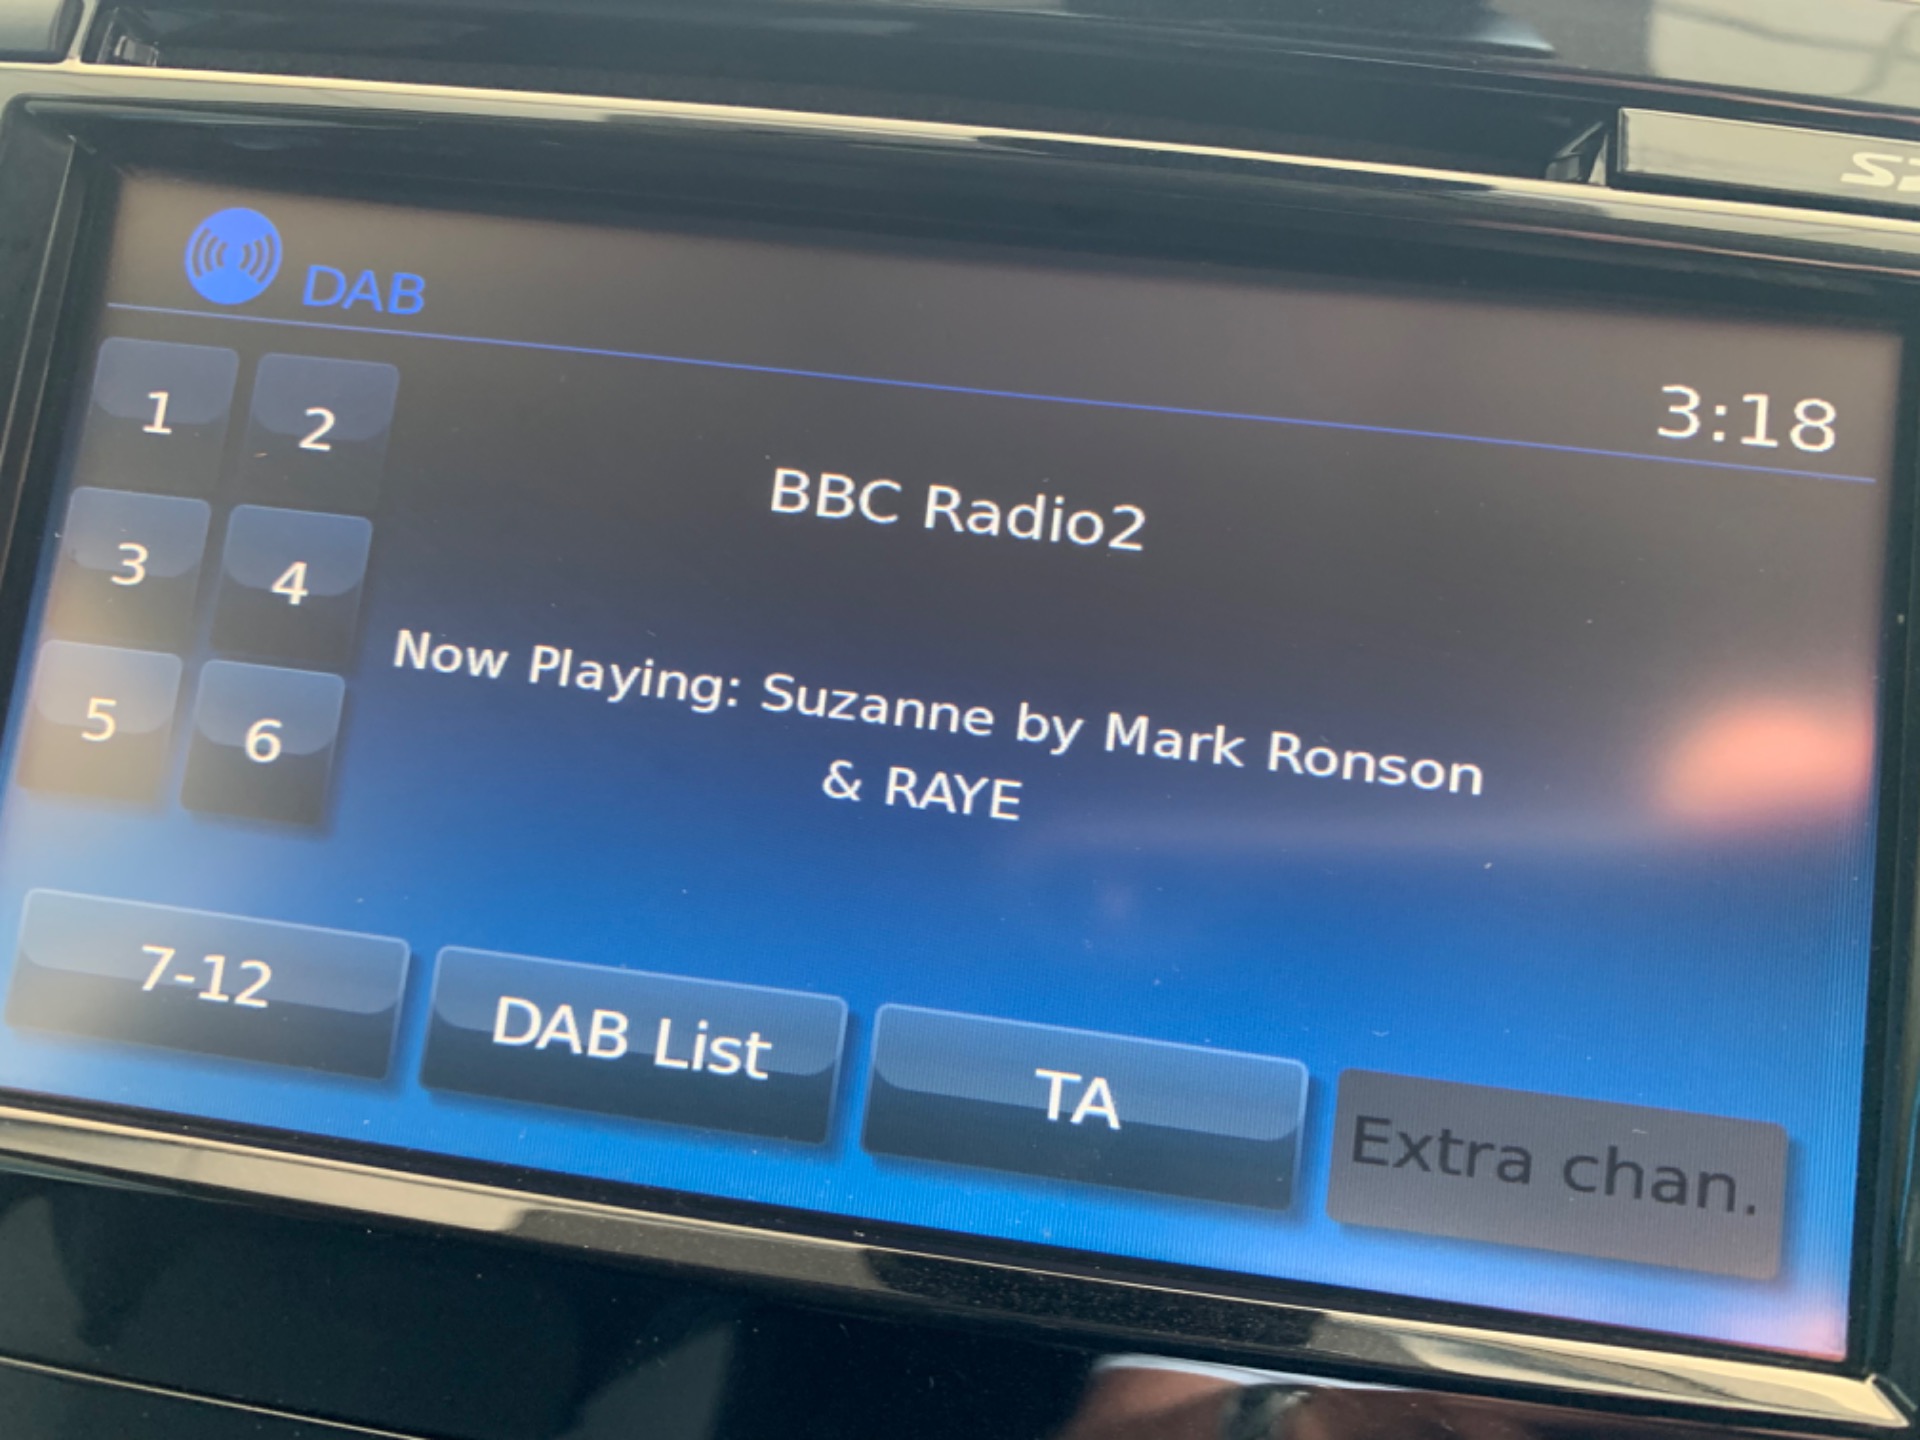 DAB
3:18
1
2
BBC Radio2
3
4
Now Playing: Suzanne by Mark Ronson
& RAYE
5
6
7-12
DAB List
TA
Extra chan.